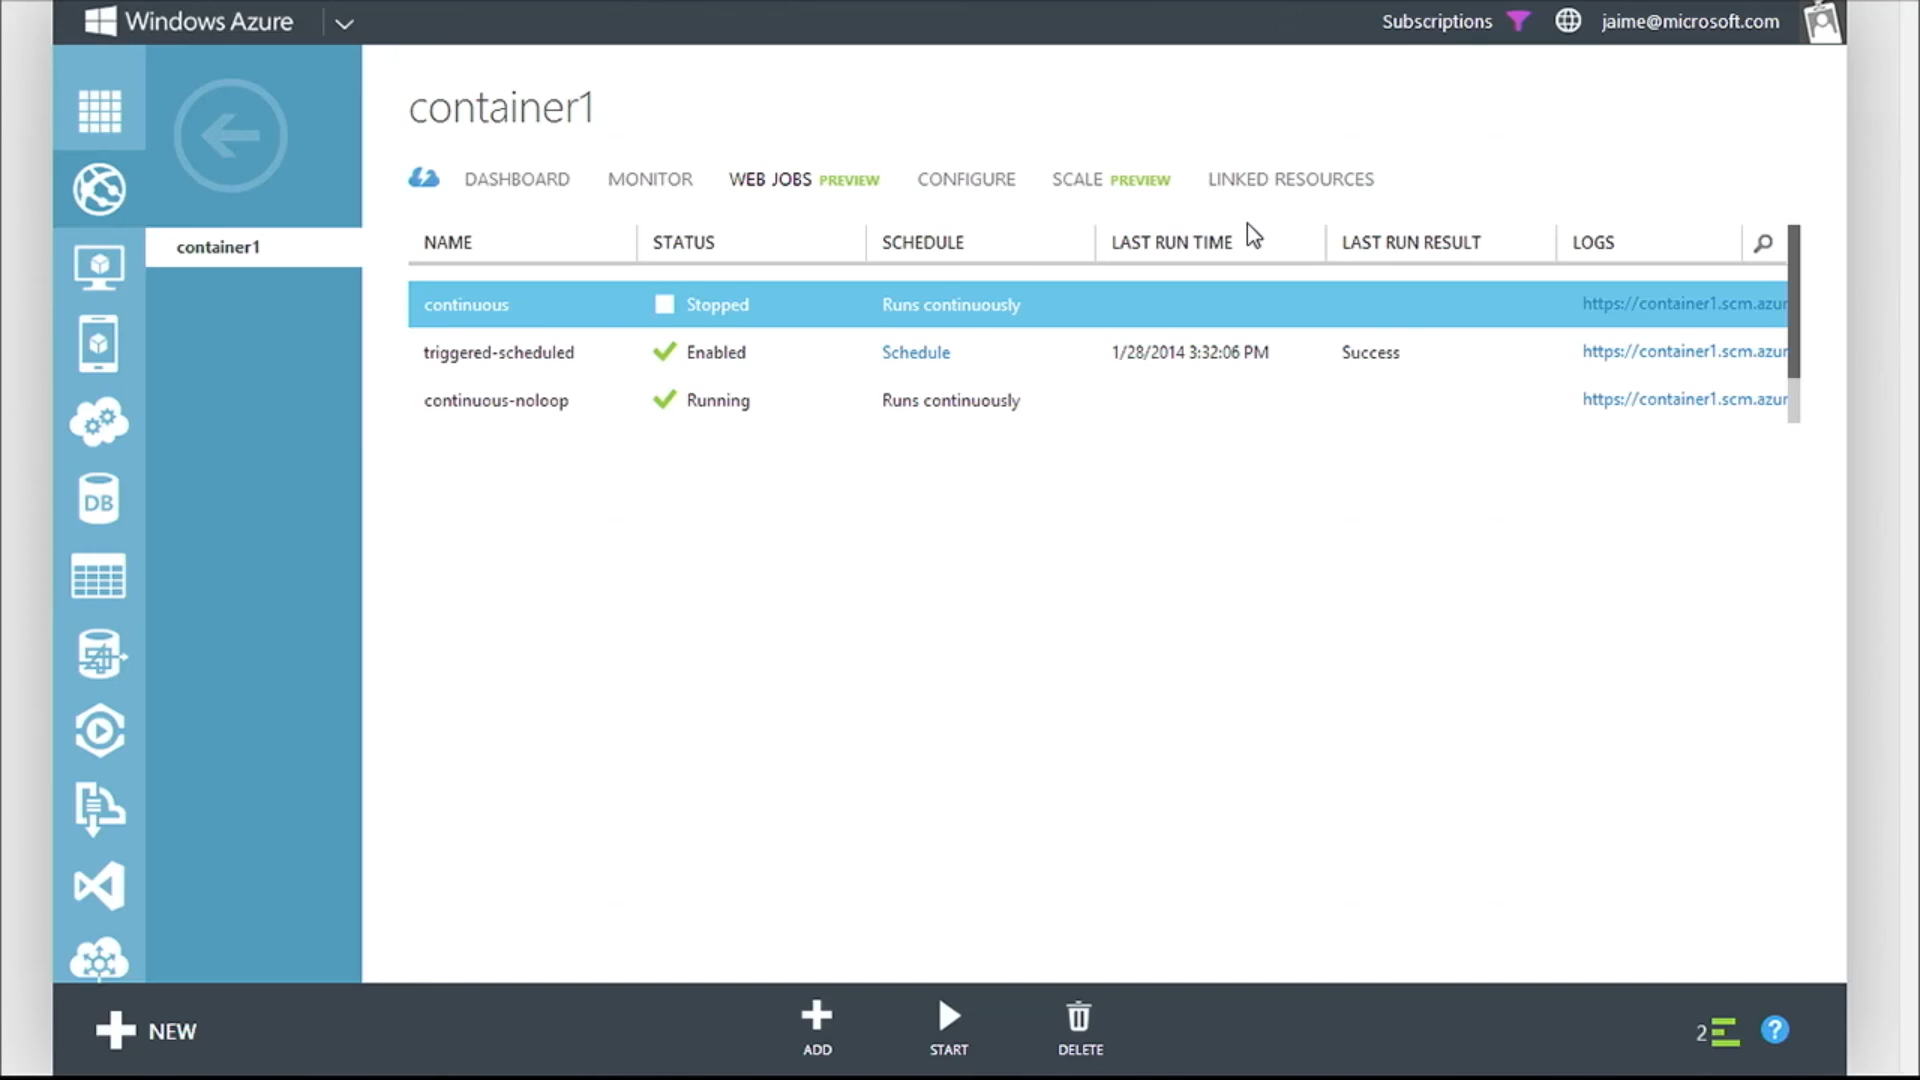 Windows Azure
Subscriptions
jaime@microsoft.com
container1
DASHBOARD MONITOR WEB JOBS PREVIEW CONFIGURE SCALE PREVIEW LINKED RESOURCES
container1
NAME STATUS SCHEDULE LAST RUN TIME LAST RUN RESULT LOGS
continuous Stopped Runs continuously https://container1.scm.azur
triggered-scheduled Enabled Schedule 1/28/2014 3:32:06 PM Success https://container1.scm.azur
continuous-noloop Running Runs continuously https://container1.scm.azur
DB
NEW
ADD
START
DELETE
2
?